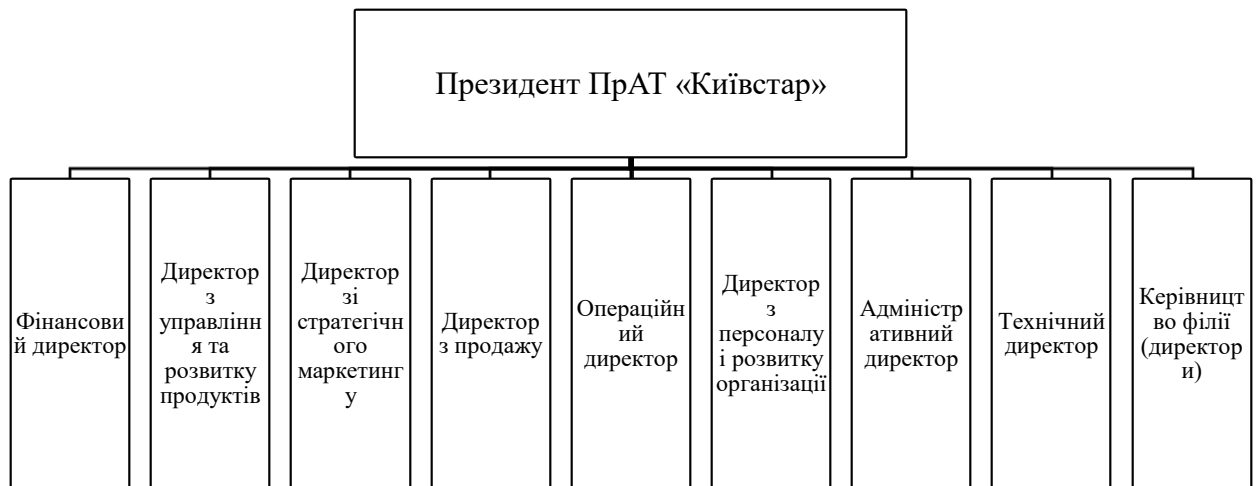 Президент ПрАТ «Київстар»
Фінансови
й директор
Директор
з
управлінн
я та
розвитку
продуктів
Директор
зі
стратегічн
ого
маркетинг
у
Директор
з продажу
Операційн
ий
директор
Директор
з
персоналу
і розвитку
організації
Адміністр
ативний
директор
Технічний
директор
Керівницт
во філії
(директор
и)